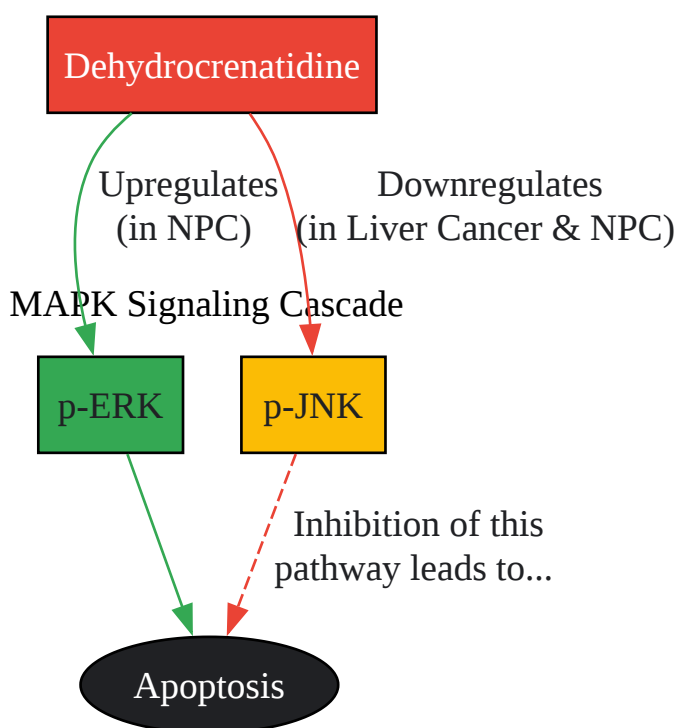 Dehydrocrenatidine
Upregulates
(in NPC)
Downregulates
(in Liver Cancer & NPC)
MAPK Signaling Cascade
p-ERK
p-JNK
Inhibition of this
pathway leads to...
Apoptosis